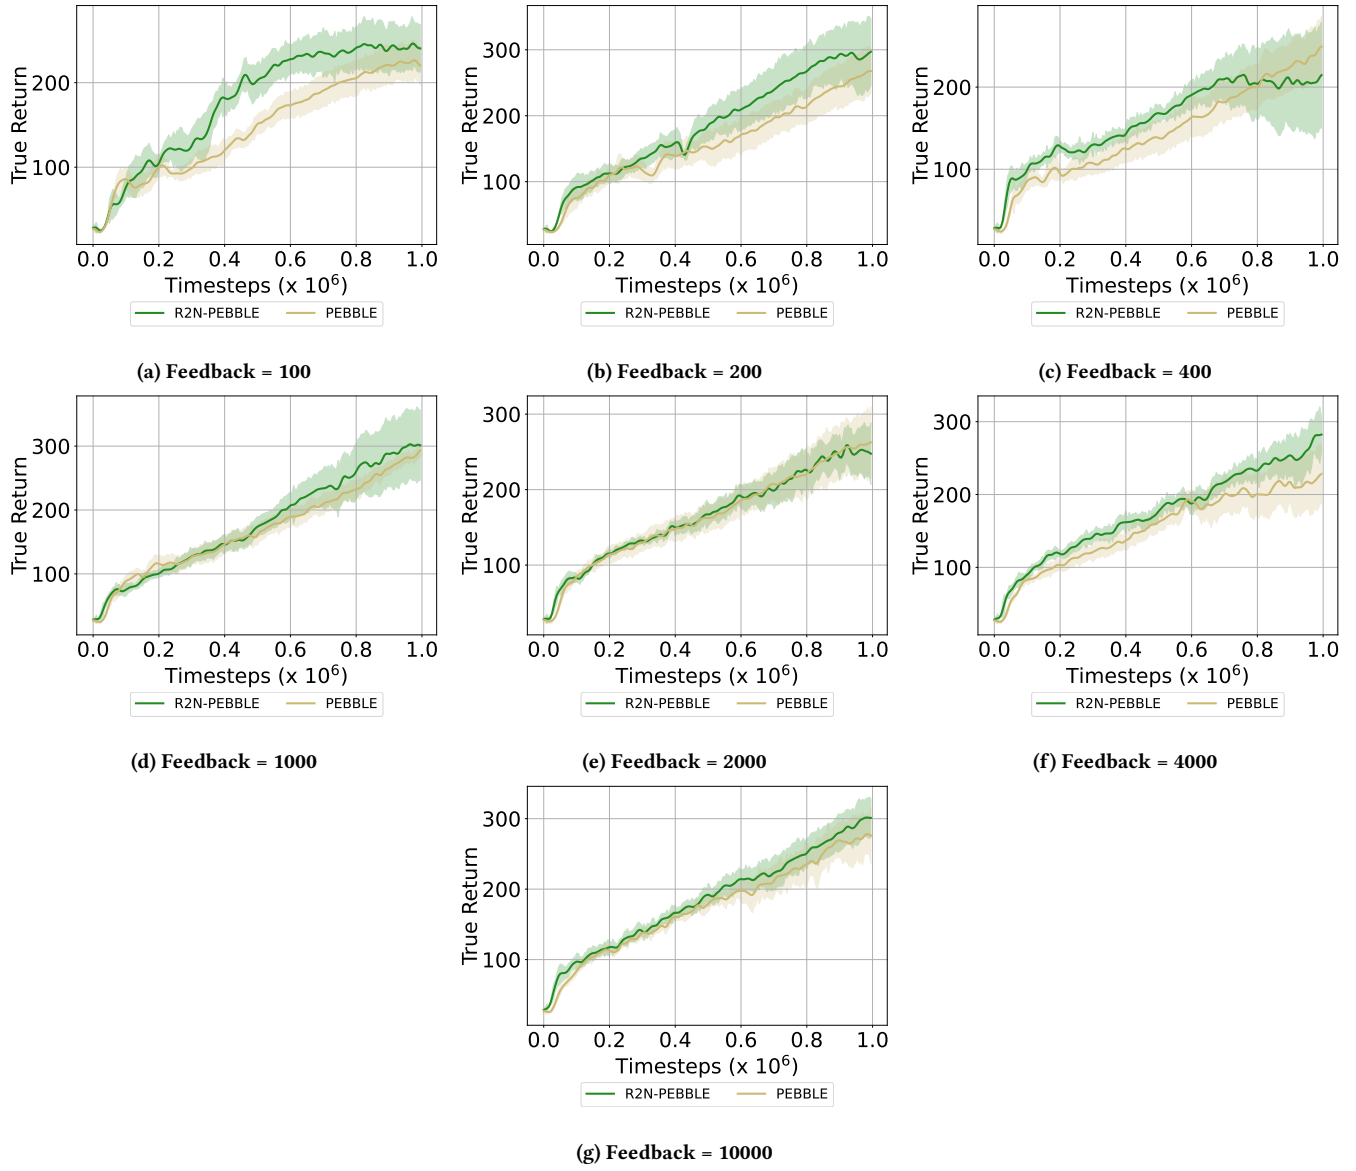 True Return
200
100
0.0 0.2 0.4 0.6 0.8 1.0
Timesteps (x 10⁶)
R2N-PEBBLE PEBBLE
(a) Feedback = 100
True Return
300
200
100
0.0 0.2 0.4 0.6 0.8 1.0
Timesteps (x 10⁶)
R2N-PEBBLE PEBBLE
(b) Feedback = 200
True Return
200
100
0.0 0.2 0.4 0.6 0.8 1.0
Timesteps (x 10⁶)
R2N-PEBBLE PEBBLE
(c) Feedback = 400
True Return
300
200
100
0.0 0.2 0.4 0.6 0.8 1.0
Timesteps (x 10⁶)
R2N-PEBBLE PEBBLE
(d) Feedback = 1000
True Return
300
200
100
0.0 0.2 0.4 0.6 0.8 1.0
Timesteps (x 10⁶)
R2N-PEBBLE PEBBLE
(e) Feedback = 2000
True Return
300
200
100
0.0 0.2 0.4 0.6 0.8 1.0
Timesteps (x 10⁶)
R2N-PEBBLE PEBBLE
(f) Feedback = 4000
True Return
300
200
100
0.0 0.2 0.4 0.6 0.8 1.0
Timesteps (x 10⁶)
R2N-PEBBLE PEBBLE
(g) Feedback = 10000